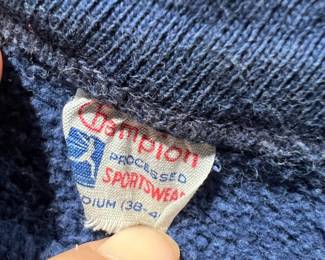 Champion
PROCESSED
SPORTSWEA
DIUM (38-4